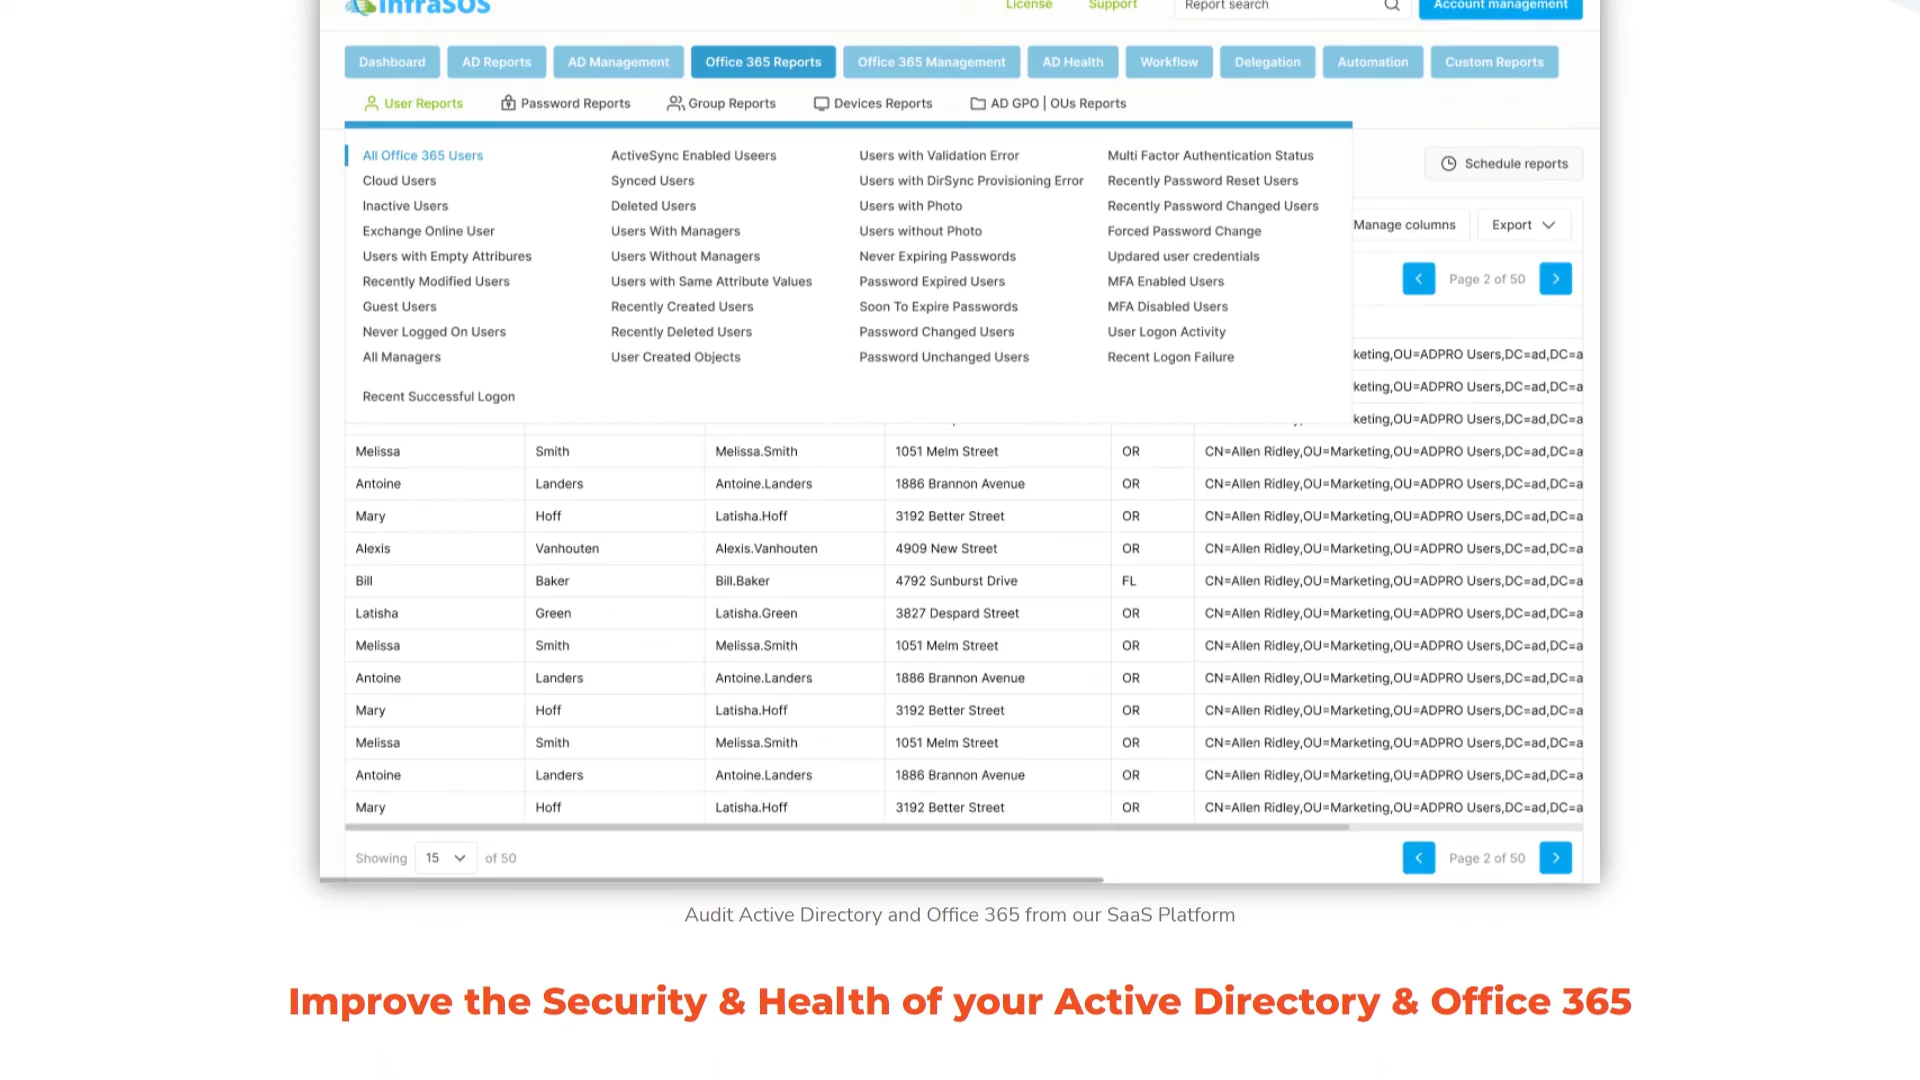 InfraSOS License Support Report search Account management
Dashboard AD Reports AD Management Office 365 Reports Office 365 Management AD Health Workflow Delegation Automation Custom Reports
User Reports Password Reports Group Reports Devices Reports AD GPO | OUs Reports
All Office 365 Users ActiveSync Enabled Useers Users with Validation Error Multi Factor Authentication Status
Schedule reports
Cloud Users Synced Users Users with DirSync Provisioning Error Recently Password Reset Users
Inactive Users Deleted Users Users with Photo Recently Password Changed Users
Manage columns Export
Exchange Online User Users With Managers Users without Photo Forced Password Change
Users with Empty Attribures Users Without Managers Never Expiring Passwords Updared user credentials
Recently Modified Users Users with Same Attribute Values Password Expired Users MFA Enabled Users
Page 2 of 50
Guest Users Recently Created Users Soon To Expire Passwords MFA Disabled Users
Never Logged On Users Recently Deleted Users Password Changed Users User Logon Activity
All Managers User Created Objects Password Unchanged Users Recent Logon Failure
keting,OU=ADPRO Users,DC=ad,DC=a
keting,OU=ADPRO Users,DC=ad,DC=a
Recent Successful Logon
keting,OU=ADPRO Users,DC=ad,DC=a
Melissa Smith Melissa.Smith 1051 Melm Street OR CN=Allen Ridley,OU=Marketing,OU=ADPRO Users,DC=ad,DC=a
Antoine Landers Antoine.Landers 1886 Brannon Avenue OR CN=Allen Ridley,OU=Marketing,OU=ADPRO Users,DC=ad,DC=a
Mary Hoff Latisha.Hoff 3192 Better Street OR CN=Allen Ridley,OU=Marketing,OU=ADPRO Users,DC=ad,DC=a
Alexis Vanhouten Alexis.Vanhouten 4909 New Street OR CN=Allen Ridley,OU=Marketing,OU=ADPRO Users,DC=ad,DC=a
Bill Baker Bill.Baker 4792 Sunburst Drive FL CN=Allen Ridley,OU=Marketing,OU=ADPRO Users,DC=ad,DC=a
Latisha Green Latisha.Green 3827 Despard Street OR CN=Allen Ridley,OU=Marketing,OU=ADPRO Users,DC=ad,DC=a
Melissa Smith Melissa.Smith 1051 Melm Street OR CN=Allen Ridley,OU=Marketing,OU=ADPRO Users,DC=ad,DC=a
Antoine Landers Antoine.Landers 1886 Brannon Avenue OR CN=Allen Ridley,OU=Marketing,OU=ADPRO Users,DC=ad,DC=a
Mary Hoff Latisha.Hoff 3192 Better Street OR CN=Allen Ridley,OU=Marketing,OU=ADPRO Users,DC=ad,DC=a
Melissa Smith Melissa.Smith 1051 Melm Street OR CN=Allen Ridley,OU=Marketing,OU=ADPRO Users,DC=ad,DC=a
Antoine Landers Antoine.Landers 1886 Brannon Avenue OR CN=Allen Ridley,OU=Marketing,OU=ADPRO Users,DC=ad,DC=a
Mary Hoff Latisha.Hoff 3192 Better Street OR CN=Allen Ridley,OU=Marketing,OU=ADPRO Users,DC=ad,DC=a
Showing 15 of 50 Page 2 of 50
Audit Active Directory and Office 365 from our SaaS Platform
Improve the Security & Health of your Active Directory & Office 365